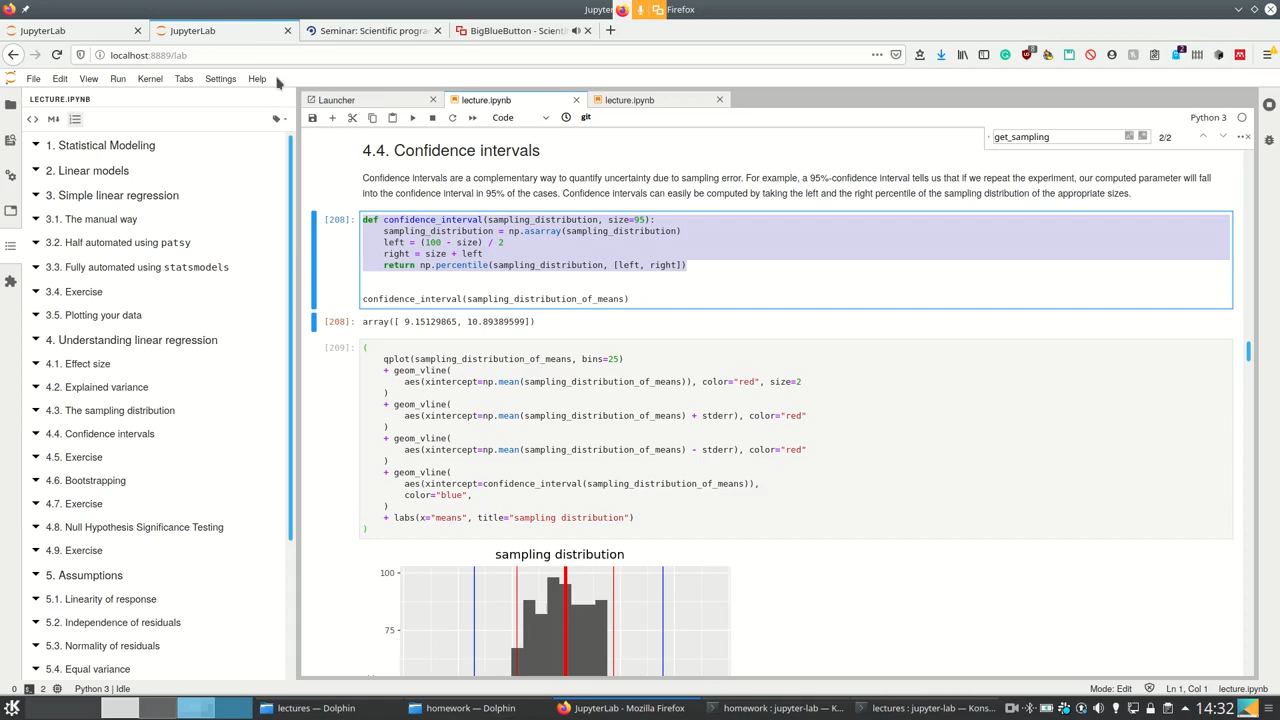 Jupyter Firefox
JupyterLab
JupyterLab
Seminar: Scientific progra
BigBlueButton - Scienti
localhost:8889/lab
File Edit View Run Kernel Tabs Settings Help
LECTURE.IPYNB
1. Statistical Modeling
2. Linear models
3. Simple linear regression
3.1. The manual way
3.2. Half automated using patsy
3.3. Fully automated using statsmodels
3.4. Exercise
3.5. Plotting your data
4. Understanding linear regression
4.1. Effect size
4.2. Explained variance
4.3. The sampling distribution
4.4. Confidence intervals
4.5. Exercise
4.6. Bootstrapping
4.7. Exercise
4.8. Null Hypothesis Significance Testing
4.9. Exercise
5. Assumptions
5.1. Linearity of response
5.2. Independence of residuals
5.3. Normality of residuals
5.4. Equal variance
Launcher
lecture.ipynb
lecture.ipynb
Code
git
Python 3
get_sampling
2/2
4.4. Confidence intervals
Confidence intervals are a complementary way to quantify uncertainty due to sampling error. For example, a 95%-confidence interval tells us that if we repeat the experiment, our computed parameter will fall
into the confidence interval in 95% of the cases. Confidence intervals can easily be computed by taking the left and the right percentile of the sampling distribution of the appropriate sizes.
[208]: def confidence_interval(sampling_distribution, size=95):
sampling_distribution = np.asarray(sampling_distribution)
left = (100 - size) / 2
right = size + left
return np.percentile(sampling_distribution, [left, right])
confidence_interval(sampling_distribution_of_means)
[208]: array([ 9.15129865, 10.89389599])
[209]: (
qplot(sampling_distribution_of_means, bins=25)
+ geom_vline(
aes(xintercept=np.mean(sampling_distribution_of_means)), color="red", size=2
)
+ geom_vline(
aes(xintercept=np.mean(sampling_distribution_of_means) + stderr), color="red"
)
+ geom_vline(
aes(xintercept=np.mean(sampling_distribution_of_means) - stderr), color="red"
)
+ geom_vline(
aes(xintercept=confidence_interval(sampling_distribution_of_means)),
color="blue",
)
+ labs(x="means", title="sampling distribution")
)
sampling distribution
100
75
0 2 Python 3 | Idle
Mode: Edit Ln 1, Col 1 lecture.ipynb
lectures — Dolphin
homework — Dolphin
JupyterLab - Mozilla Firefox
homework : jupyter-lab — K...
lectures : jupyter-lab — Kons...
14:32